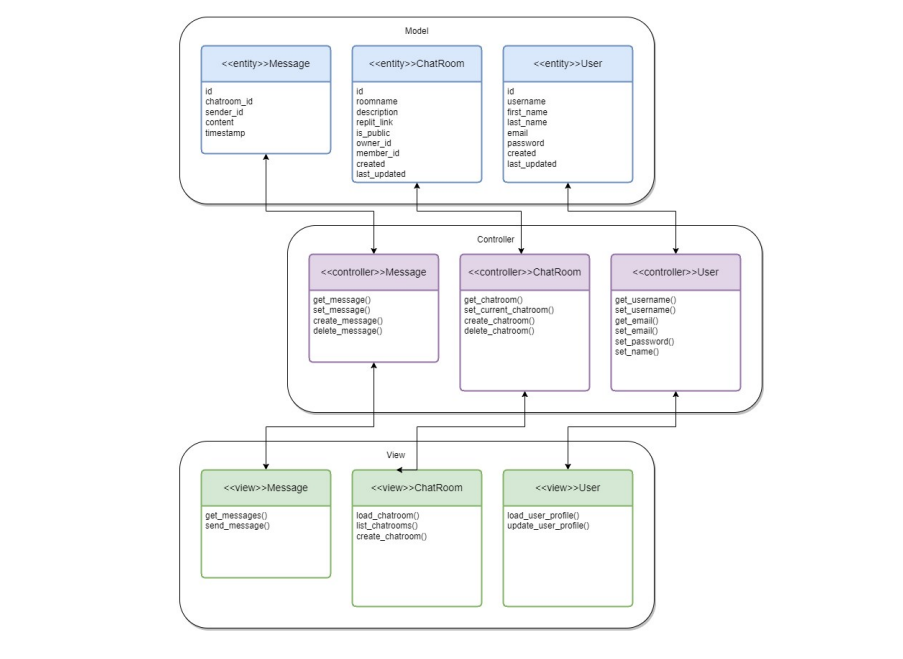 Model
<<entity>>Message
id
chatroom_id
sender_id
content
timestamp
<<entity>>ChatRoom
id
roomname
description
replit_link
is_public
owner_id
member_id
created
last_updated
<<entity>>User
id
username
first_name
last_name
email
password
created
last_updated
Controller
<<controller>>Message
get_message()
set_message()
create_message()
delete_message()
<<controller>>ChatRoom
get_chatroom()
set_current_chatroom()
create_chatroom()
delete_chatroom()
<<controller>>User
get_username()
set_username()
get_email()
set_email()
set_password()
set_name()
View
<<view>>Message
get_messages()
send_message()
<<view>>ChatRoom
load_chatroom()
list_chatrooms()
create_chatroom()
<<view>>User
load_user_profile()
update_user_profile()